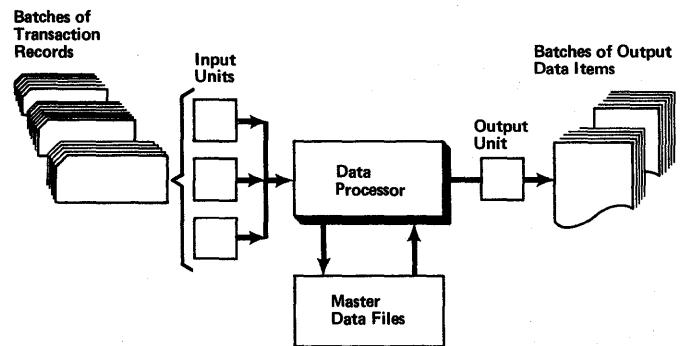 Batches of
Transaction
Records
Input
Units
Batches of Output
Data Items
Output
Unit
Data
Processor
Master
Data Files